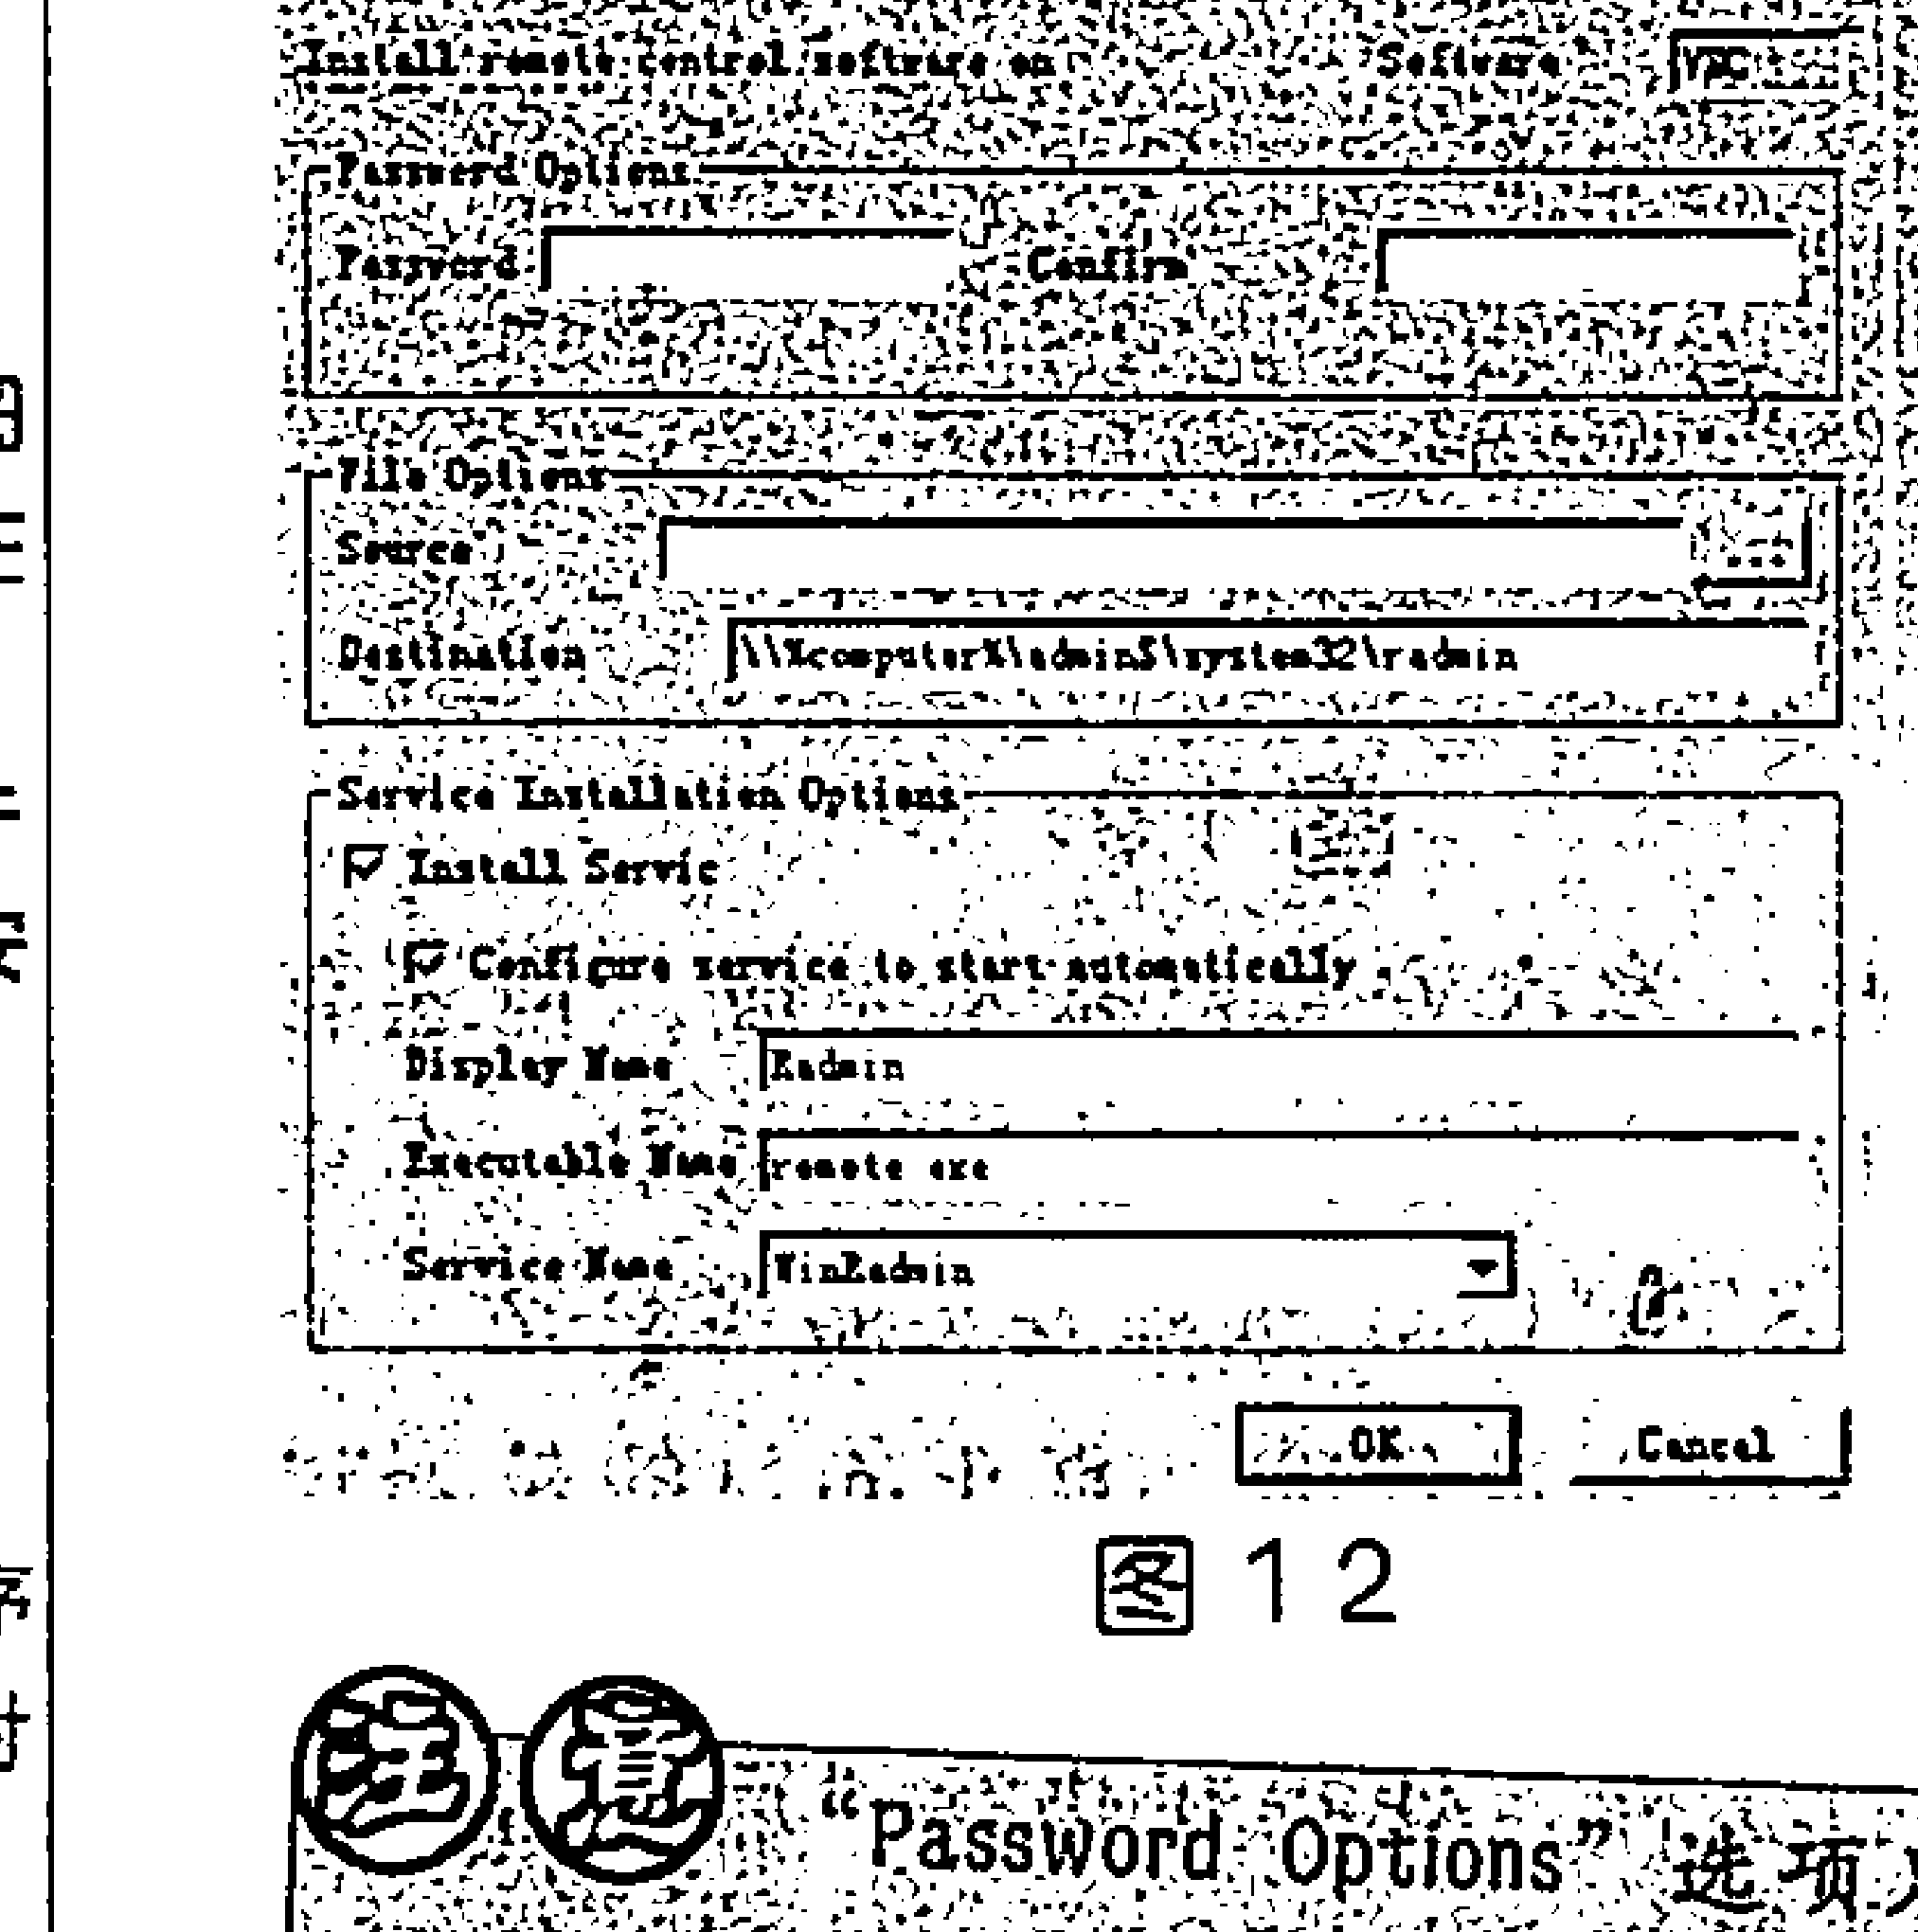 Install remote control software on Software VNC
Password Options
Password Confirm
File Options
Source ...
Destination \\%computer%\admin$\system32\radmin
Service Installation Options
Install Servic
Configure service to start automatically
Display Name Radmin
Executable Name remote exe
Service Name WinRadmin
OK Cancel
图12
注意 “Password Options” 选项